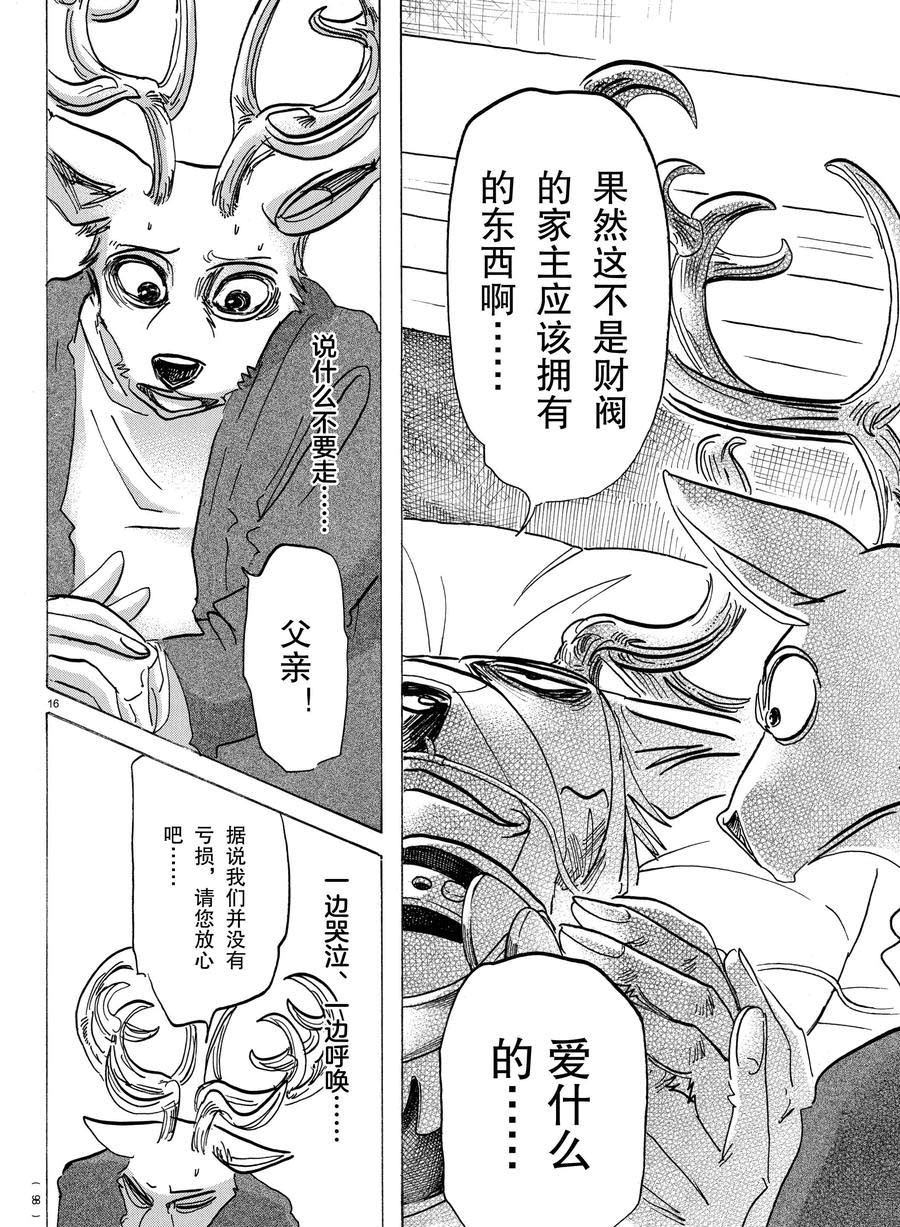 果然这不是财阀
的家主应该拥有
的东西啊……
爱什么
的……
说什么不要走……
父亲！
一边哭泣、一边呼唤……
据说我们并没有
亏损，请您放心
吧……
16
( 88 )